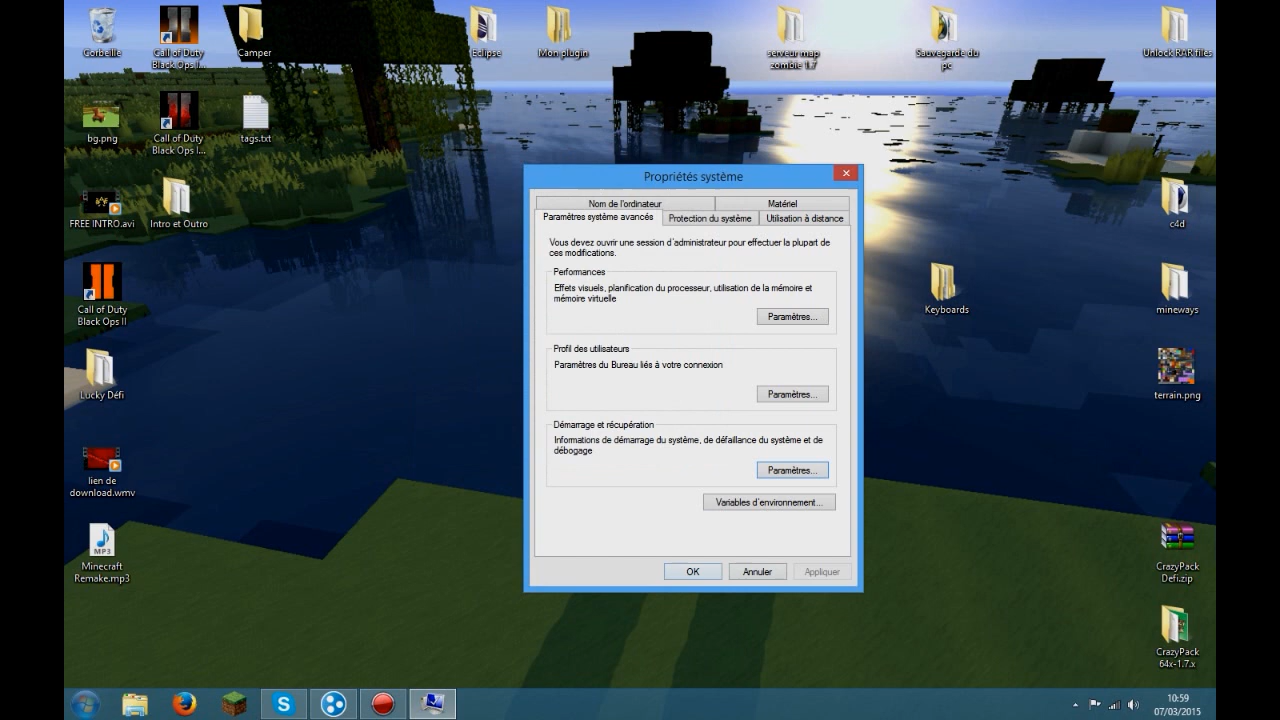 Corbeille
Call of Duty
Black Ops I...
Camper
Eclipse
Mon plugin
serveur map
zombie 1.7
Sauvegarde du
pc
Unlock RAR files
bg.png
Call of Duty
Black Ops I...
tags.txt
FREE INTRO.avi
Intro et Outro
Call of Duty
Black Ops II
Lucky Défi
lien de
download.wmv
MP3
Minecraft
Remake.mp3
Propriétés système
Nom de l'ordinateur
Matériel
Paramètres système avancés
Protection du système
Utilisation à distance
Vous devez ouvrir une session d'administrateur pour effectuer la plupart de
ces modifications.
Performances
Effets visuels, planification du processeur, utilisation de la mémoire et
mémoire virtuelle
Paramètres...
Profil des utilisateurs
Paramètres du Bureau liés à votre connexion
Paramètres...
Démarrage et récupération
Informations de démarrage du système, de défaillance du système et de
débogage
Paramètres...
Variables d'environnement...
OK
Annuler
Appliquer
Keyboards
c4d
mineways
terrain.png
CrazyPack
Defi.zip
CrazyPack
64x-1.7.x
S
10:59
07/03/2015